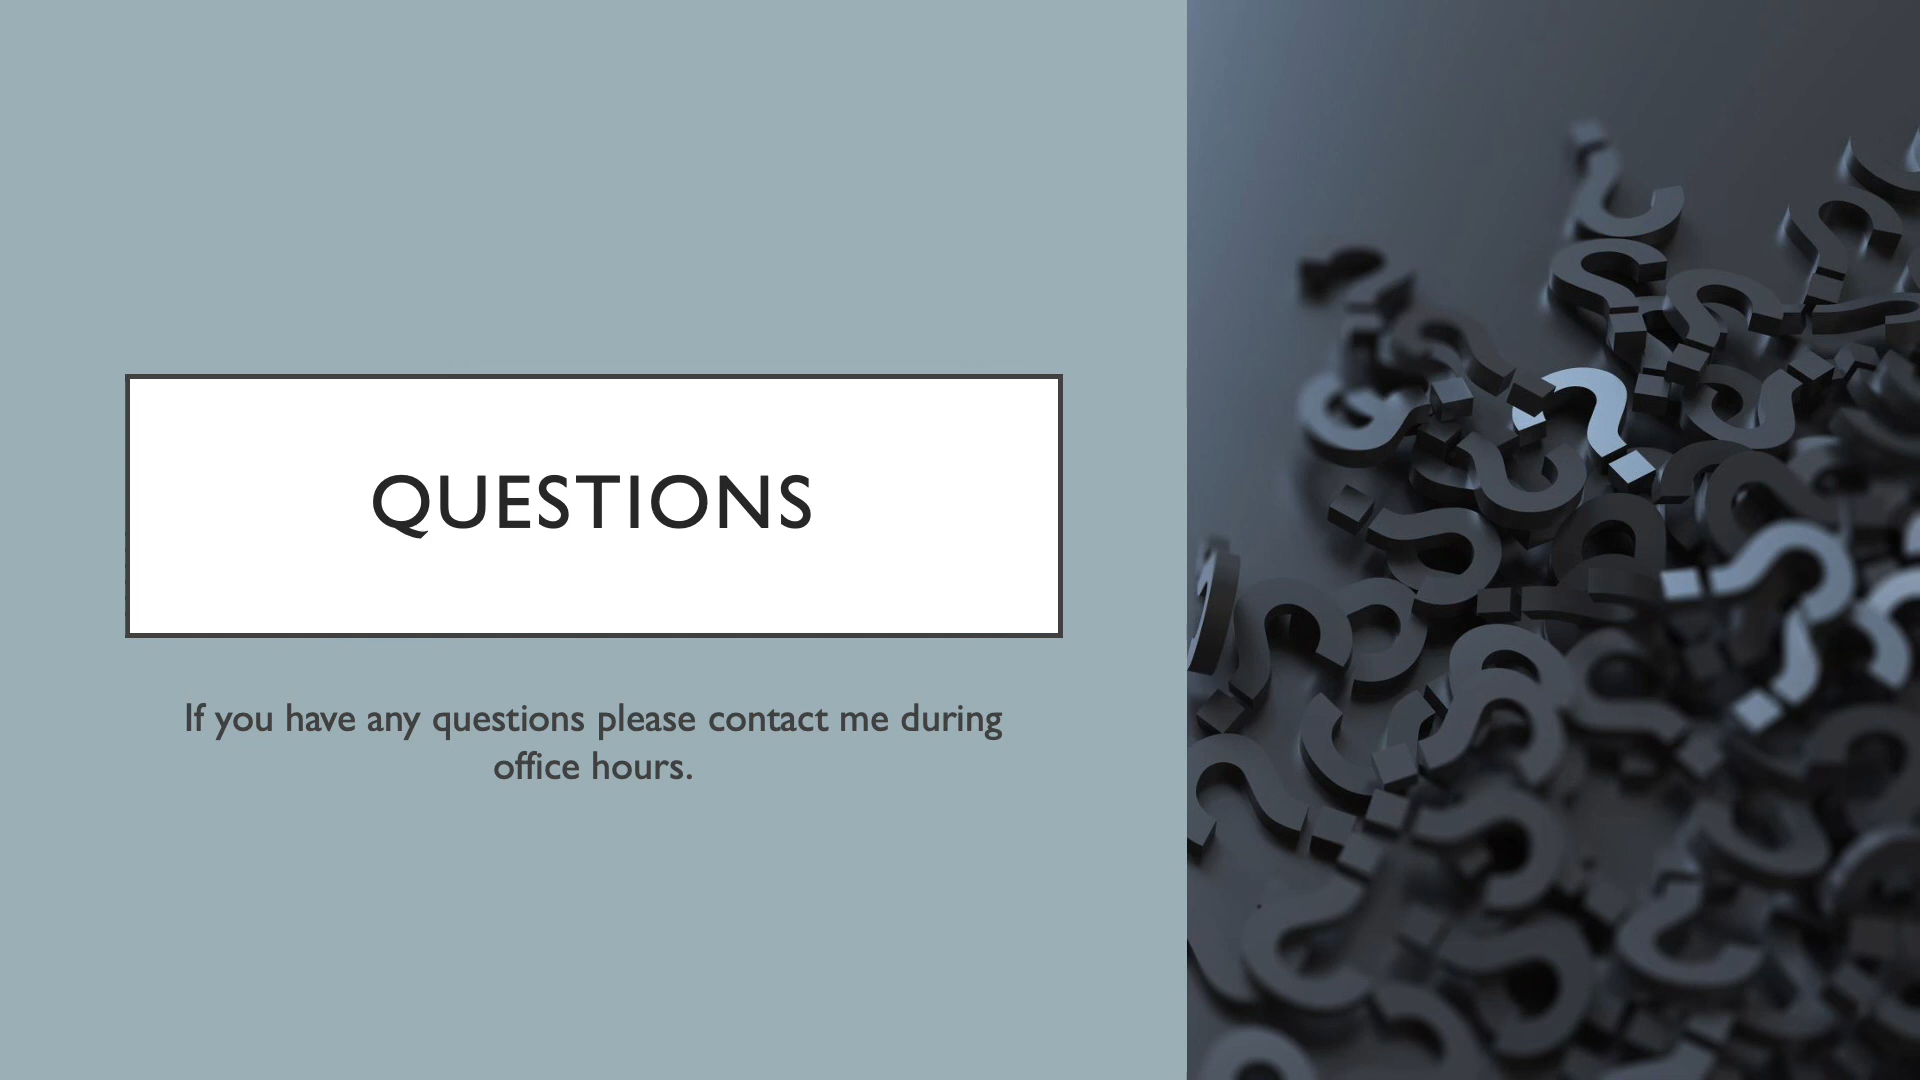 QUESTIONS
If you have any questions please contact me during
office hours.